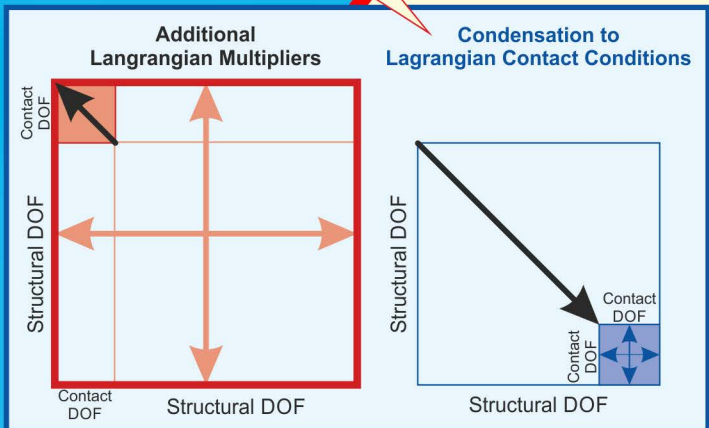 Additional
Langrangian Multipliers
Contact
DOF
Structural DOF
Contact
DOF
Structural DOF
Condensation to
Lagrangian Contact Conditions
Structural DOF
Contact
DOF
Contact
DOF
Structural DOF